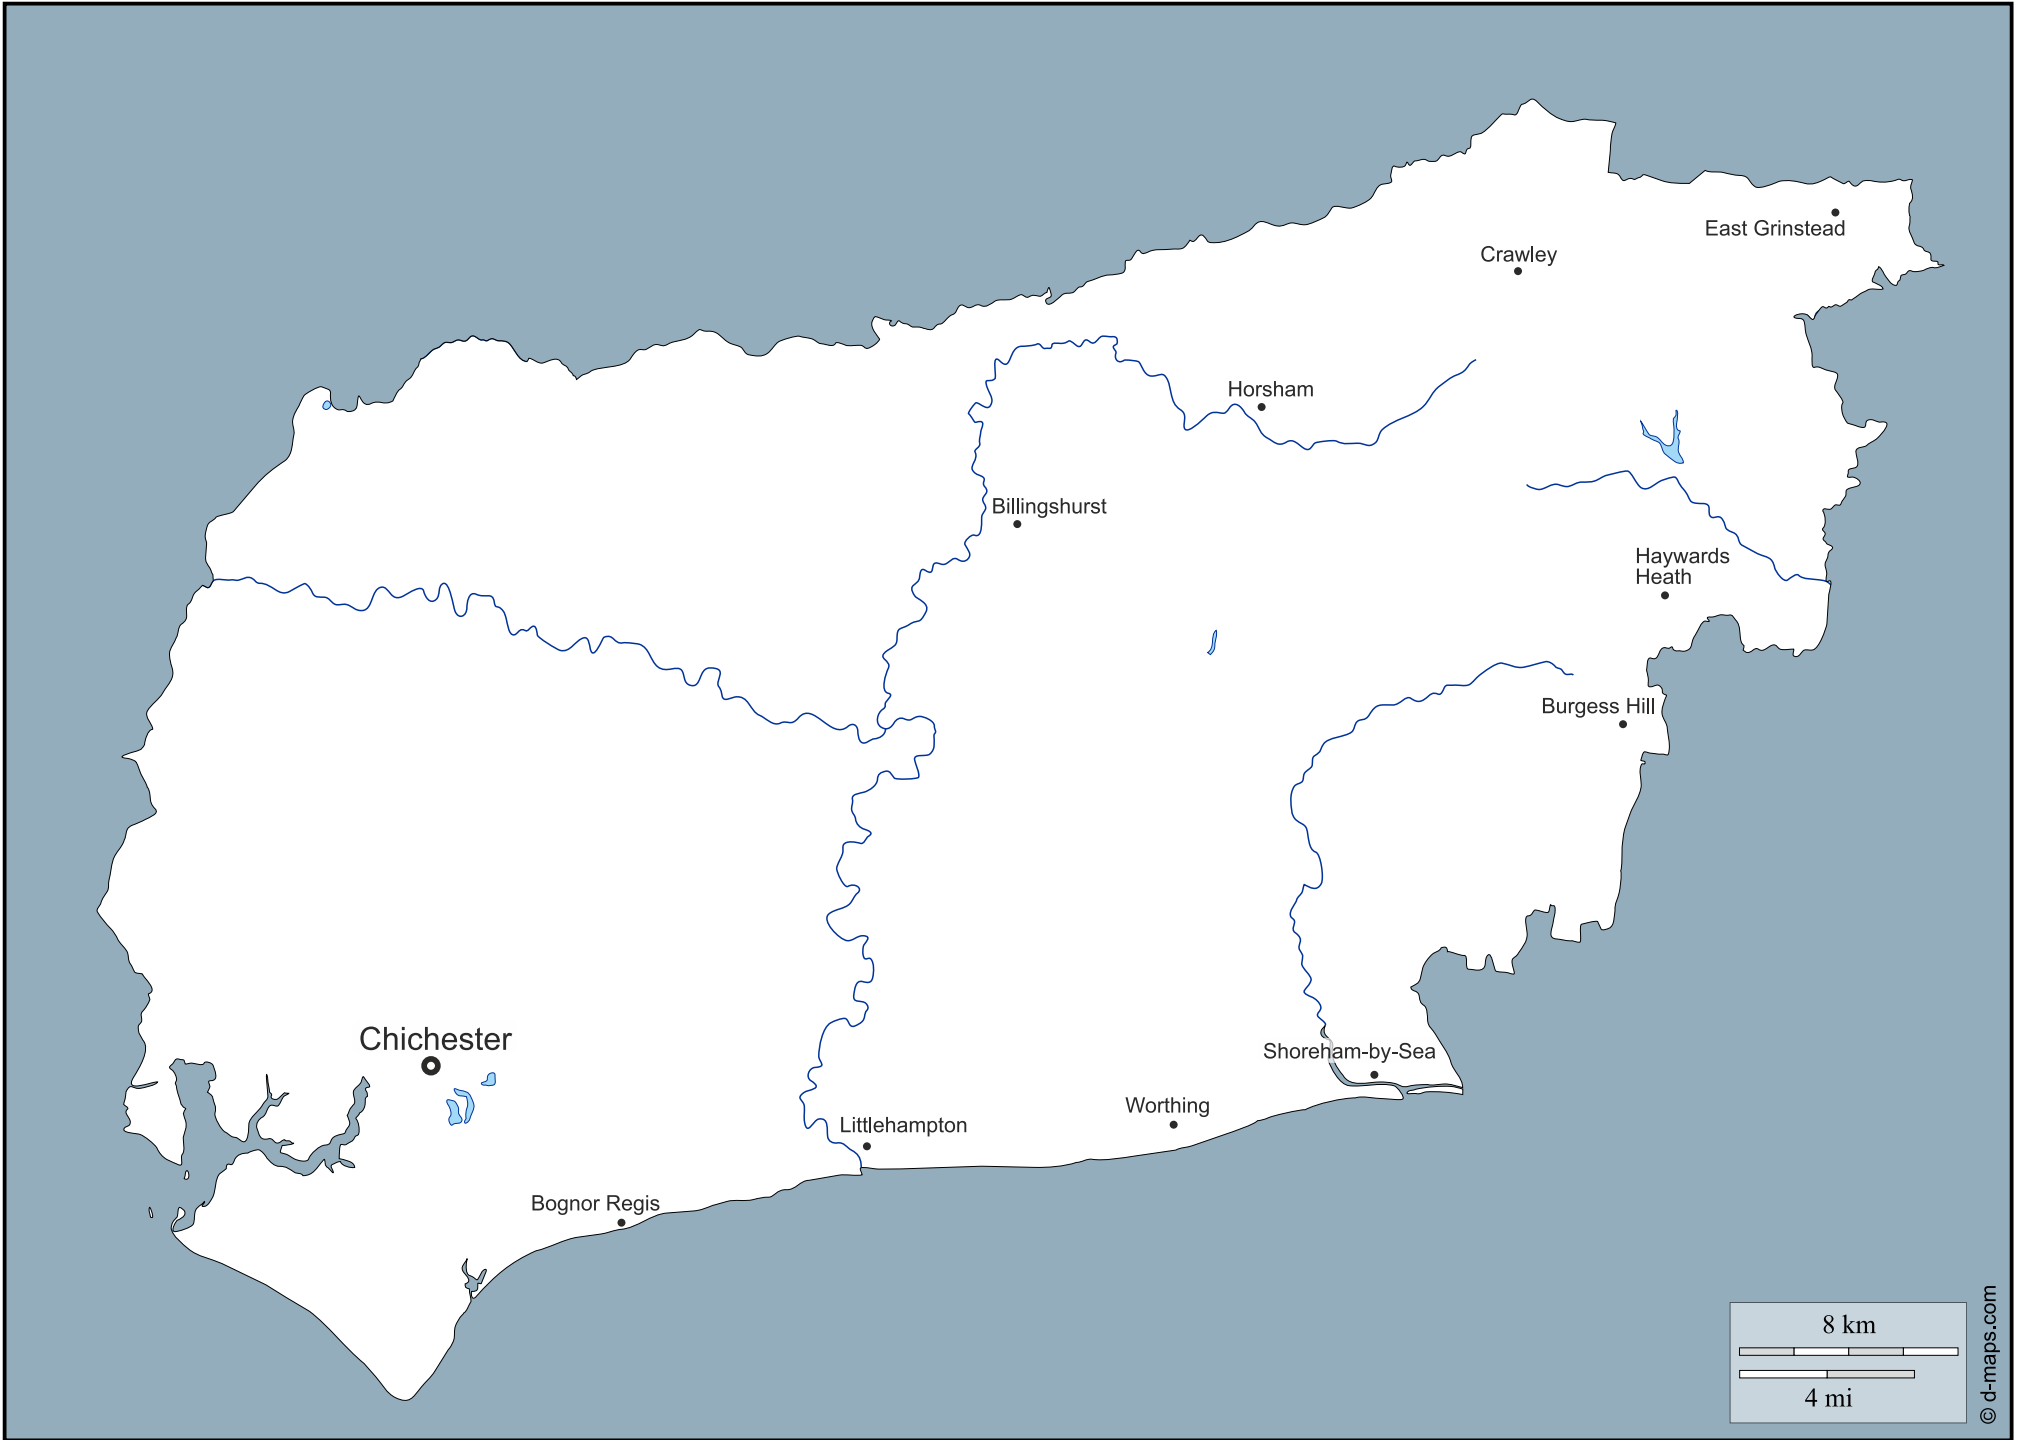 East Grinstead
Crawley
Horsham
Billingshurst
Haywards
Heath
Burgess Hill
Chichester
Shoreham-by-Sea
Worthing
Littlehampton
Bognor Regis
8 km
4 mi
© d-maps.com